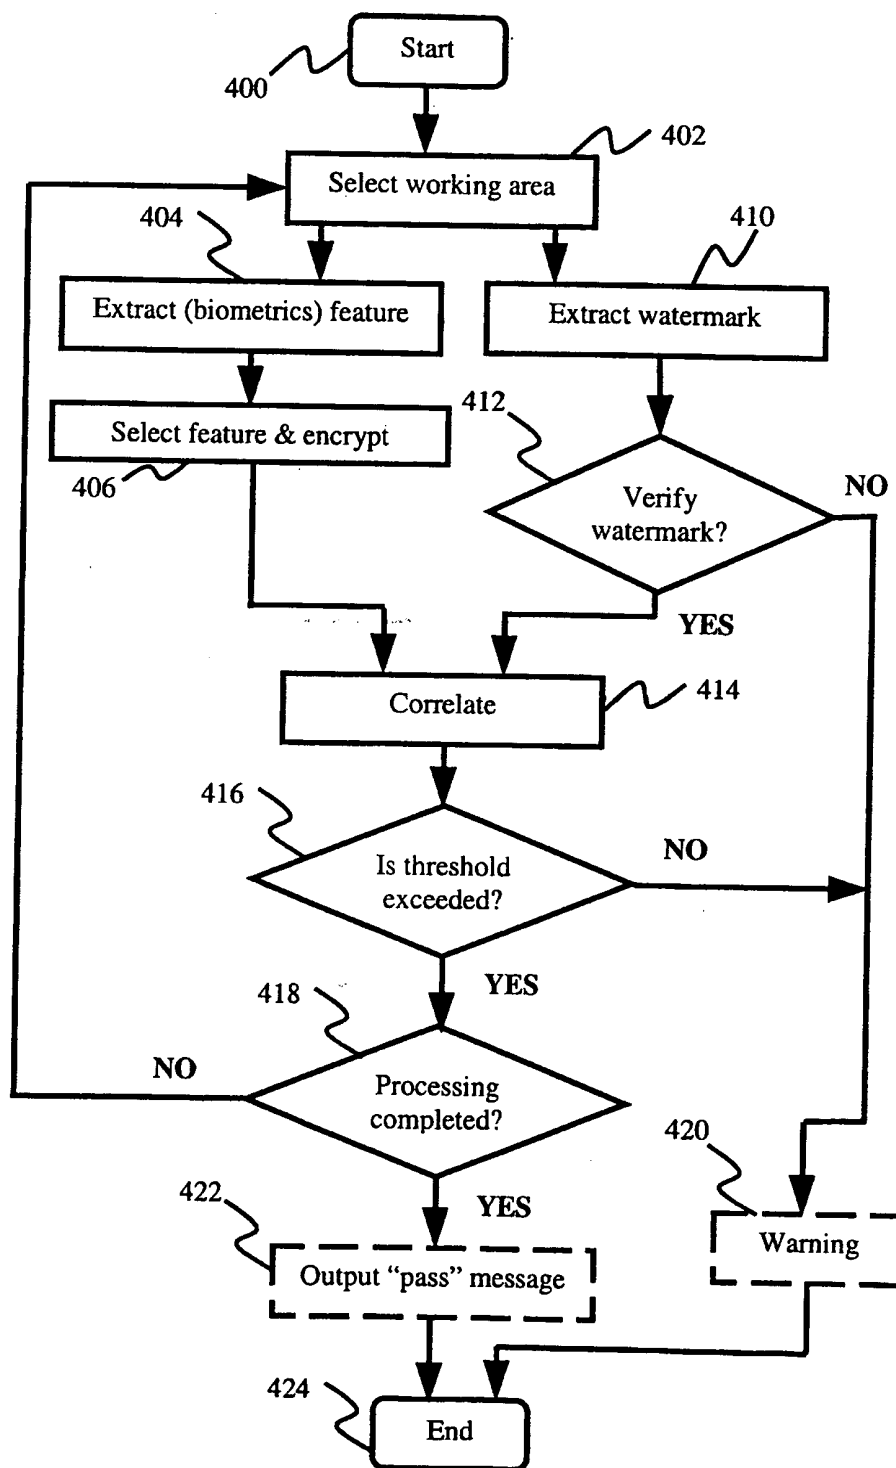 Start
400
402
Select working area
404
410
Extract (biometrics) feature
Extract watermark
412
Select feature & encrypt
406
NO
Verify
watermark?
YES
Correlate
414
416
NO
Is threshold
exceeded?
YES
418
NO
Processing
completed?
420
422
YES
Warning
Output “pass” message
424
End